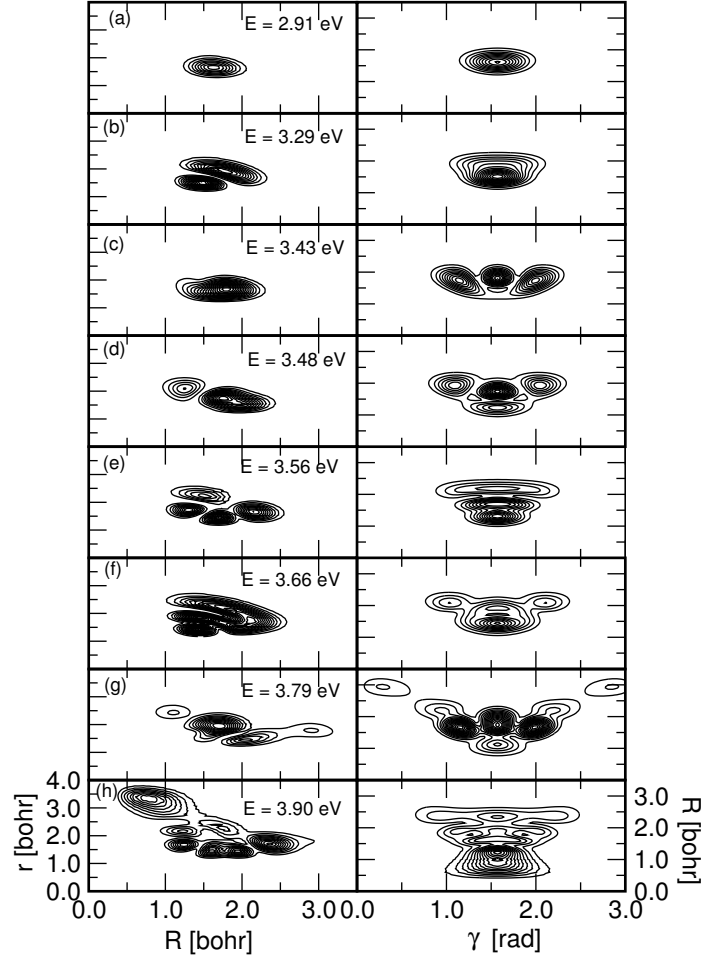 (a) E = 2.91 eV
(b) E = 3.29 eV
(c) E = 3.43 eV
(d) E = 3.48 eV
(e) E = 3.56 eV
(f) E = 3.66 eV
(g) E = 3.79 eV
(h) E = 3.90 eV
4.0
3.0
2.0
1.0
0.0
r [bohr]
3.0
2.0
1.0
0.0
R [bohr]
0.0 1.0 2.0 3.0 0.0 1.0 2.0 3.0
R [bohr] γ [rad]